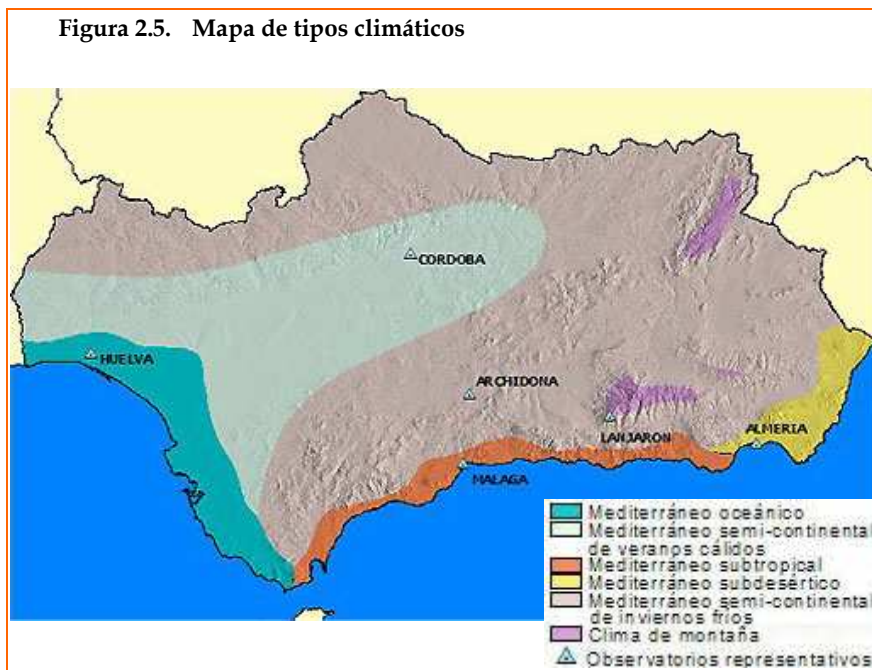 Figura 2.5. Mapa de tipos climáticos
CORDOBA
HUELVA
ARCHIDONA
LANJARON
ALMERIA
MALAGA
Mediterráneo oceánico
Mediterráneo semi-continental
de veranos cálidos
Mediterráneo subtropical
Mediterráneo subdesértico
Mediterráneo semi-continental
de inviernos fríos
Clima de montaña
Observatorios representativos